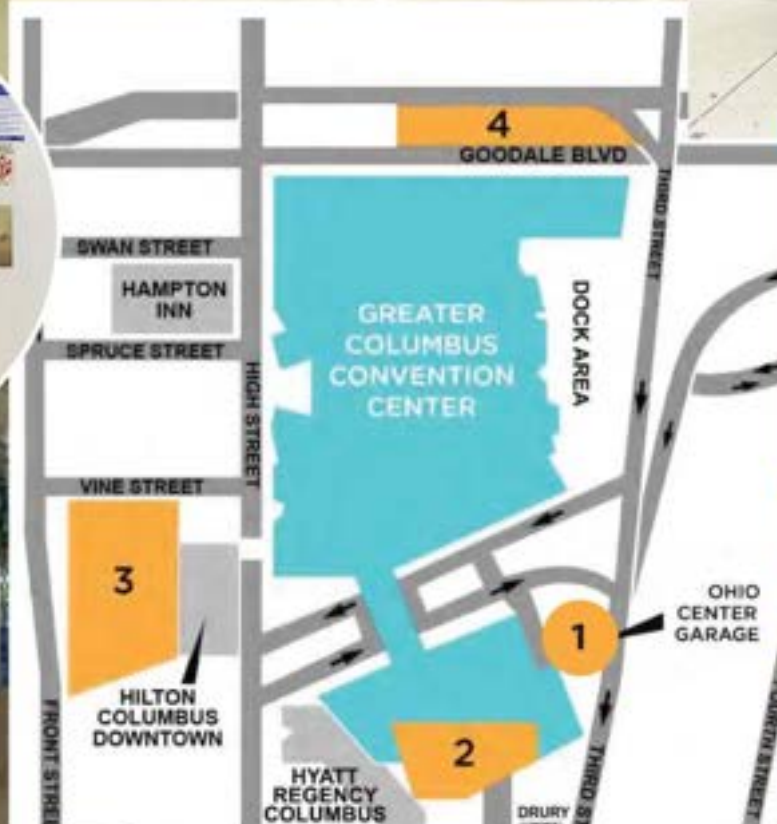 4
GOODALE BLVD
THIRD STREET
SWAN STREET
HAMPTON
INN
GREATER
COLUMBUS
CONVENTION
CENTER
DOCK AREA
SPRUCE STREET
HIGH STREET
VINE STREET
3
1
OHIO
CENTER
GARAGE
HILTON
COLUMBUS
DOWNTOWN
FRONT STREE
2
HYATT
REGENCY
COLUMBUS
THIRD ST
DRURY
STREET